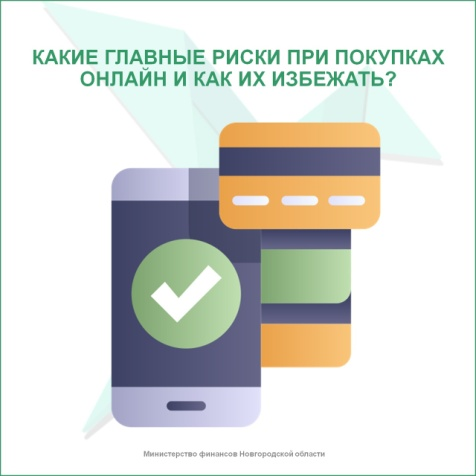 КАКИЕ ГЛАВНЫЕ РИСКИ ПРИ ПОКУПКАХ
ОНЛАЙН И КАК ИХ ИЗБЕЖАТЬ?
Министерство финансов Новгородской области